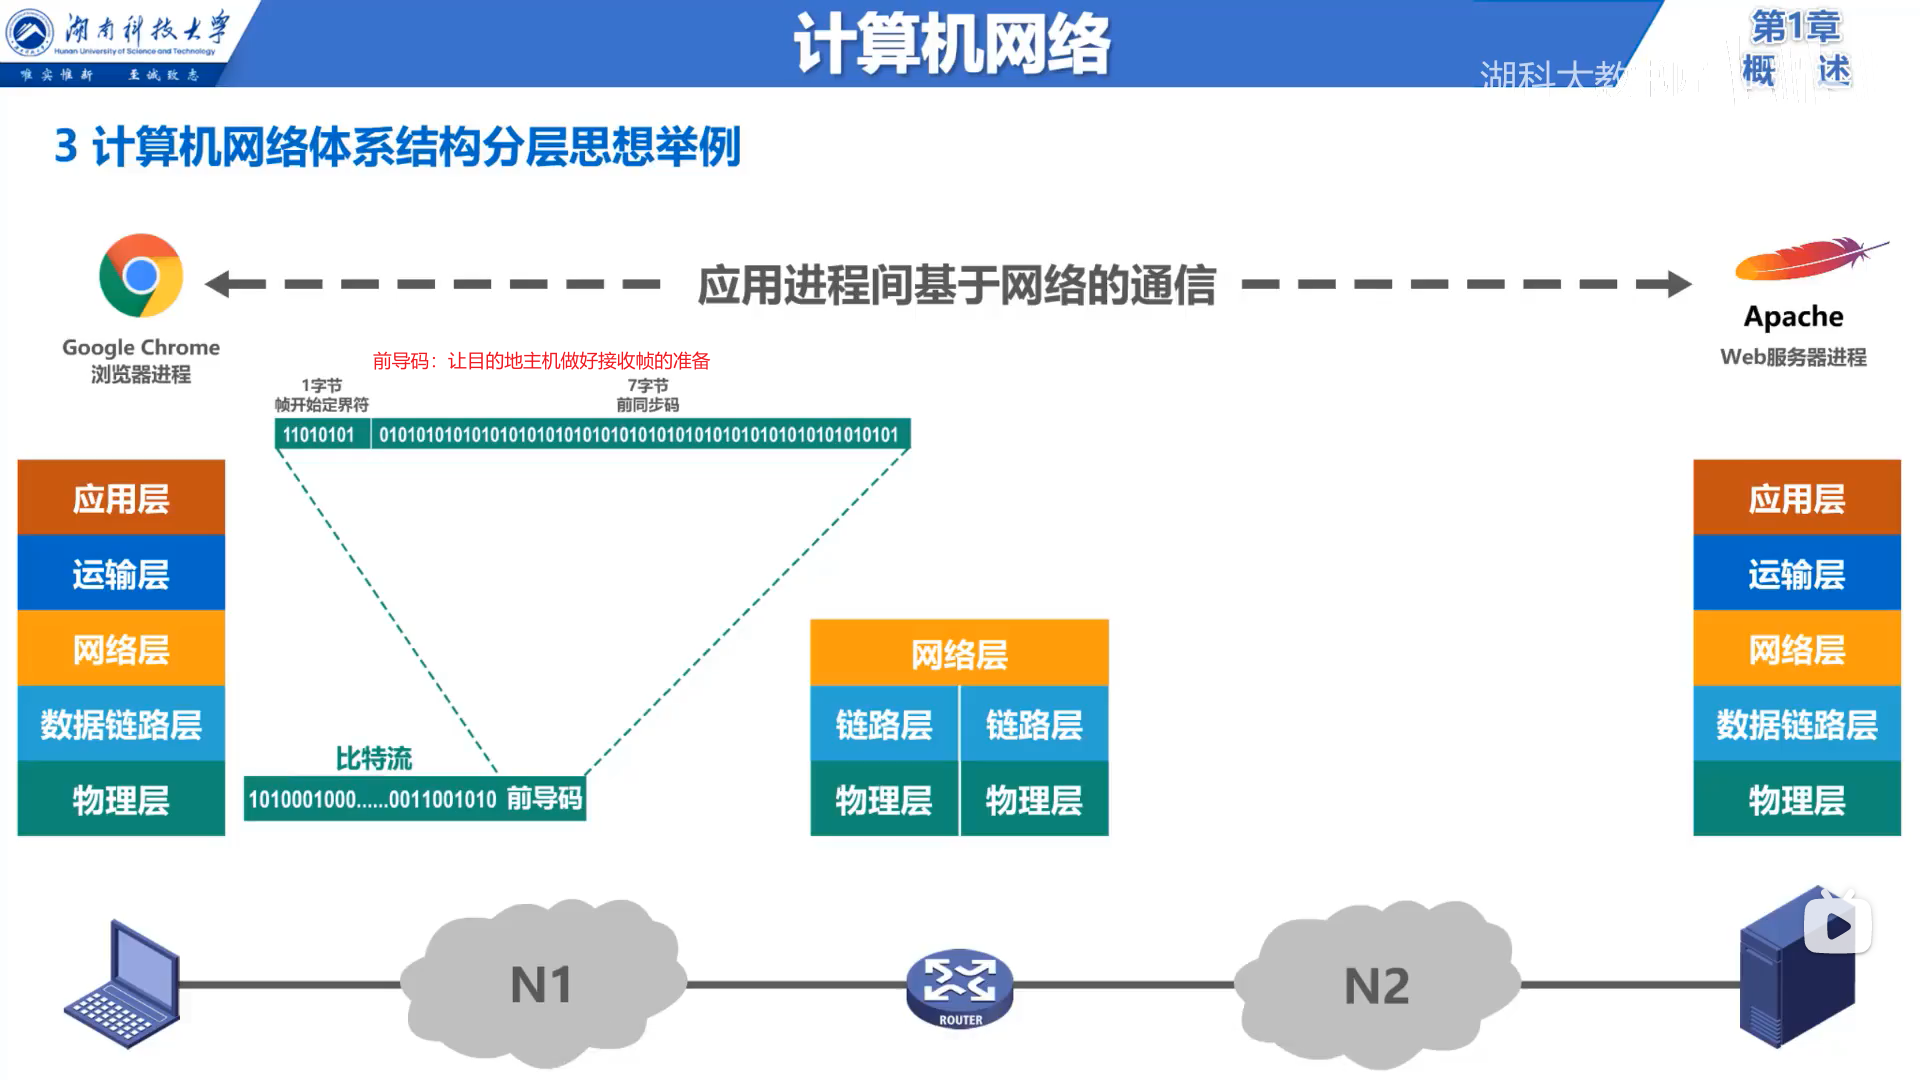 湖南科技大学
Hunan University of Science and Technology
唯实惟新 至诚致志
计算机网络
第1章
概 述
湖科大教书匠
3 计算机网络体系结构分层思想举例
应用进程间基于网络的通信
Google Chrome
浏览器进程
Apache
Web服务器进程
前导码：让目的地主机做好接收帧的准备
1字节
帧开始定界符
7字节
前同步码
11010101
01010101010101010101010101010101010101010101010101010101
应用层
运输层
网络层
数据链路层
物理层
比特流
1010001000......0011001010 前导码
网络层
链路层 链路层
物理层 物理层
应用层
运输层
网络层
数据链路层
物理层
N1
ROUTER
N2